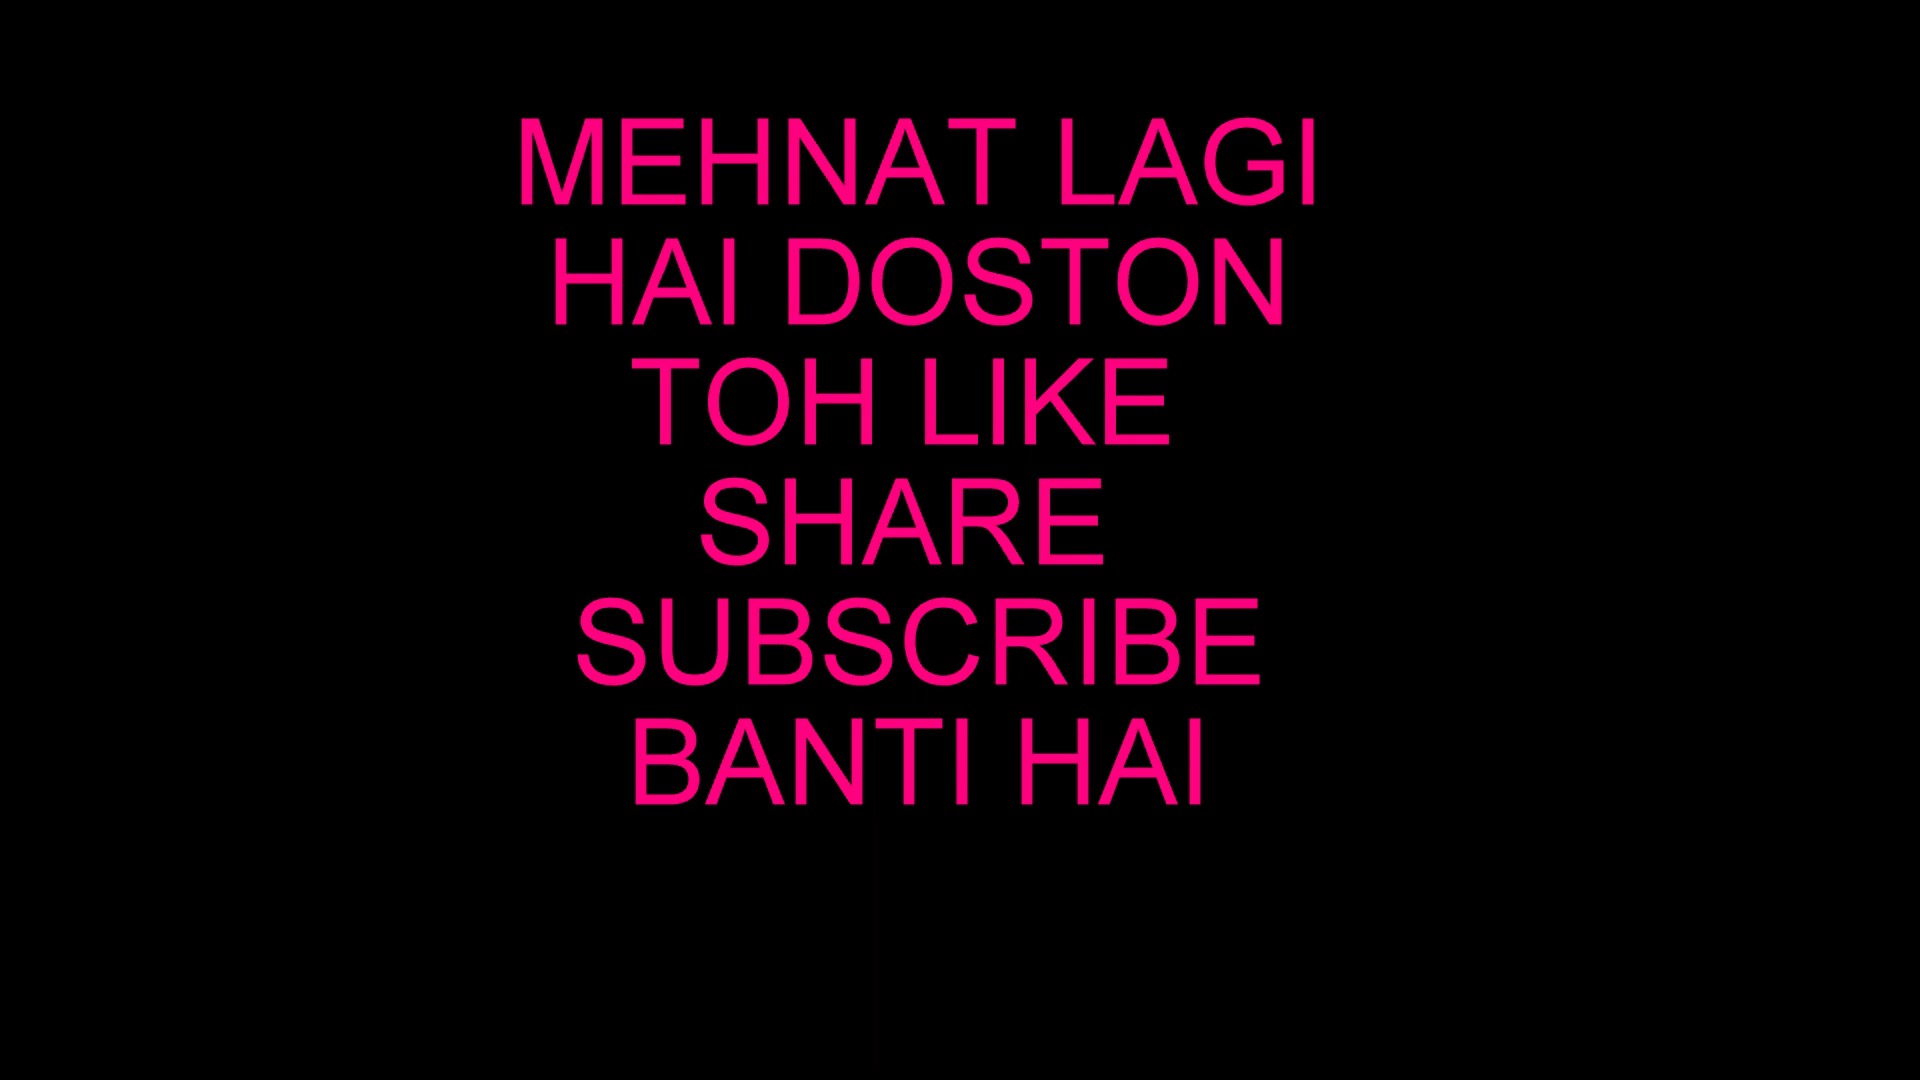 MEHNAT LAGI
HAI DOSTON
TOH LIKE
SHARE
SUBSCRIBE
BANTI HAI